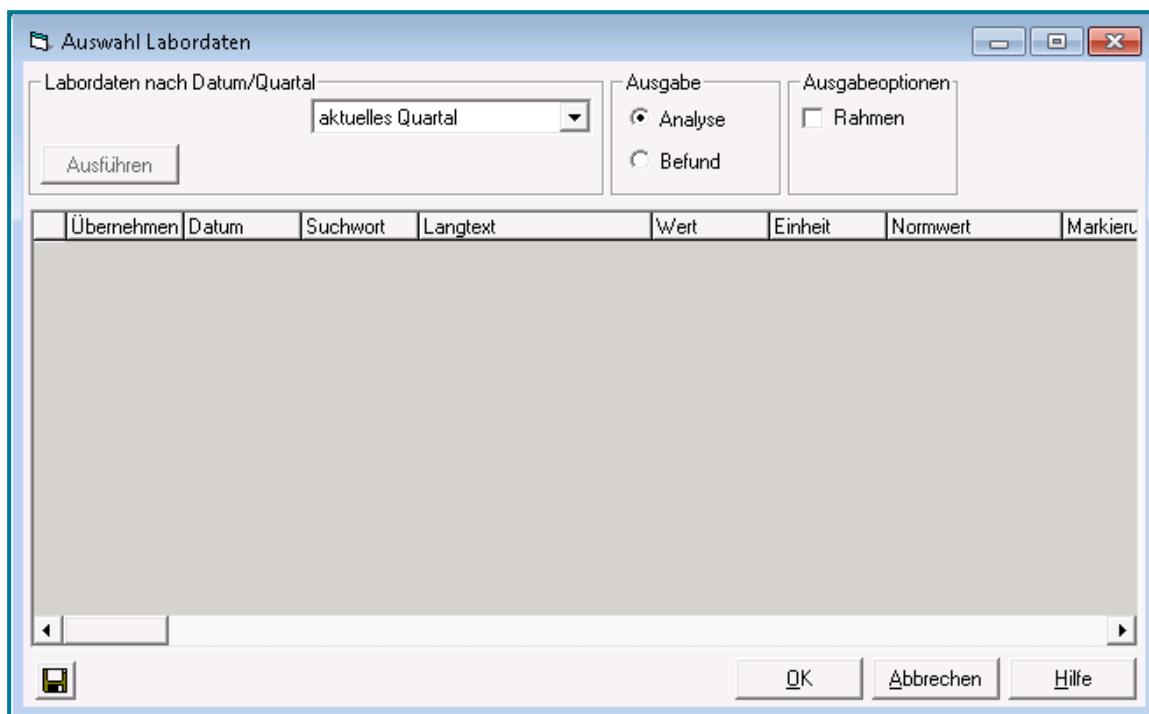 Auswahl Labordaten
Labordaten nach Datum/Quartal
aktuelles Quartal
Ausführen
Ausgabe
Analyse
Befund
Ausgabeoptionen
Rahmen
Übernehmen Datum Suchwort Langtext Wert Einheit Normwert Markieru
OK Abbrechen Hilfe